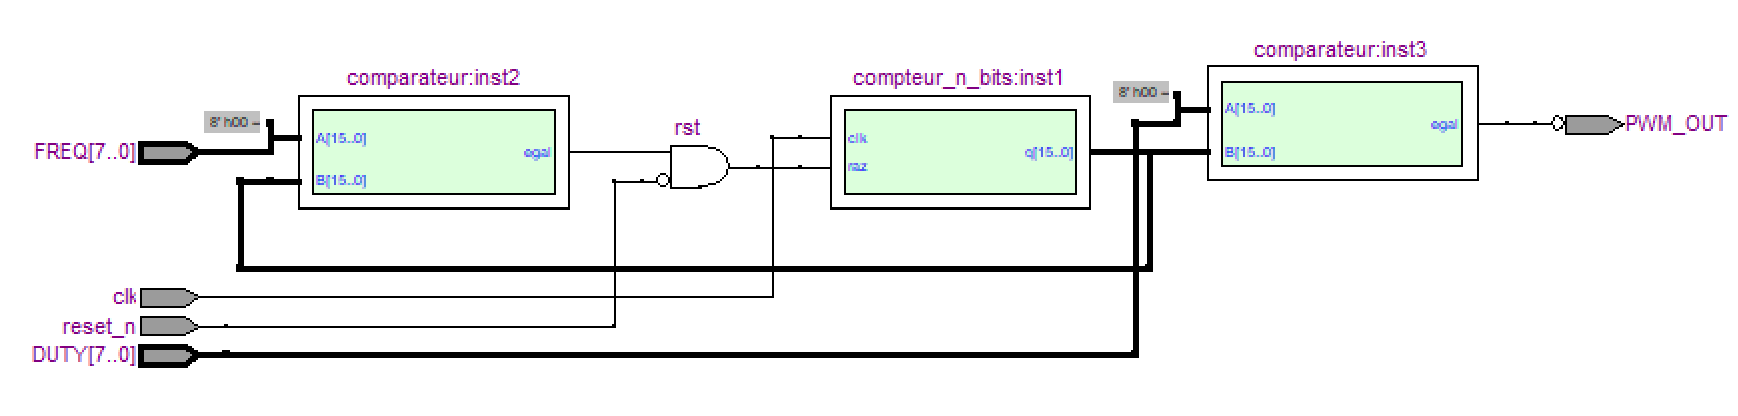 comparateur:inst3
comparateur:inst2
compteur_n_bits:inst1
8' h00
A[15..0]
egal
PWM_OUT
B[15..0]
8' h00
FREQ[7..0]
A[15..0]
egal
B[15..0]
rst
clk
raz
q[15..0]
clk
reset_n
DUTY[7..0]